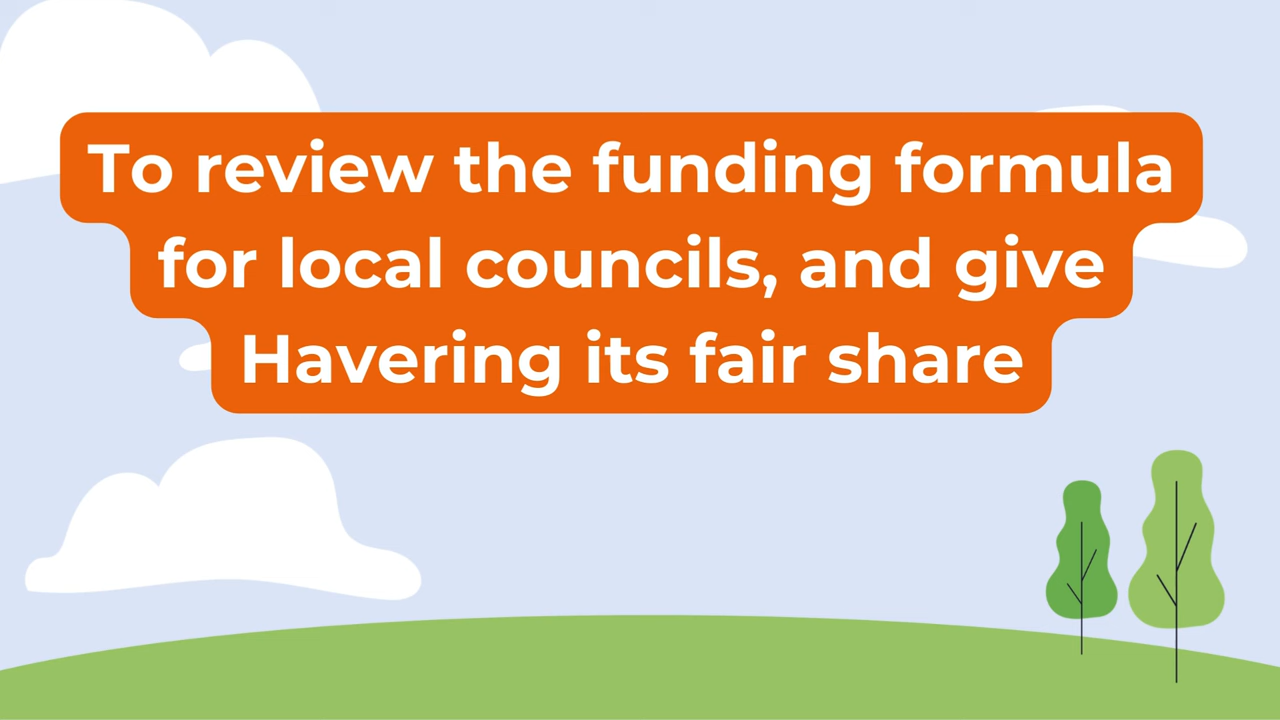 To review the funding formula
for local councils, and give
Havering its fair share